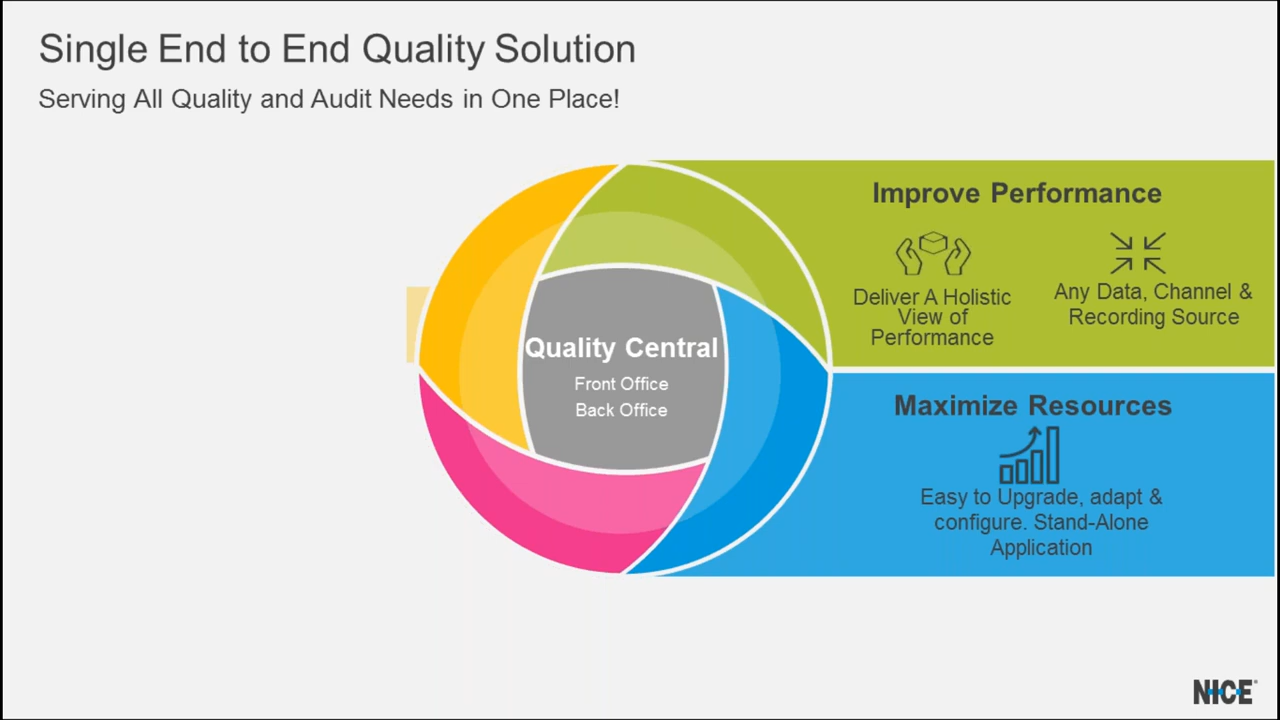 Single End to End Quality Solution
Serving All Quality and Audit Needs in One Place!
Improve Performance
Deliver A Holistic
View of
Performance
Any Data, Channel &
Recording Source
Quality Central
Front Office
Back Office
Maximize Resources
Easy to Upgrade, adapt &
configure. Stand-Alone
Application
NICE®